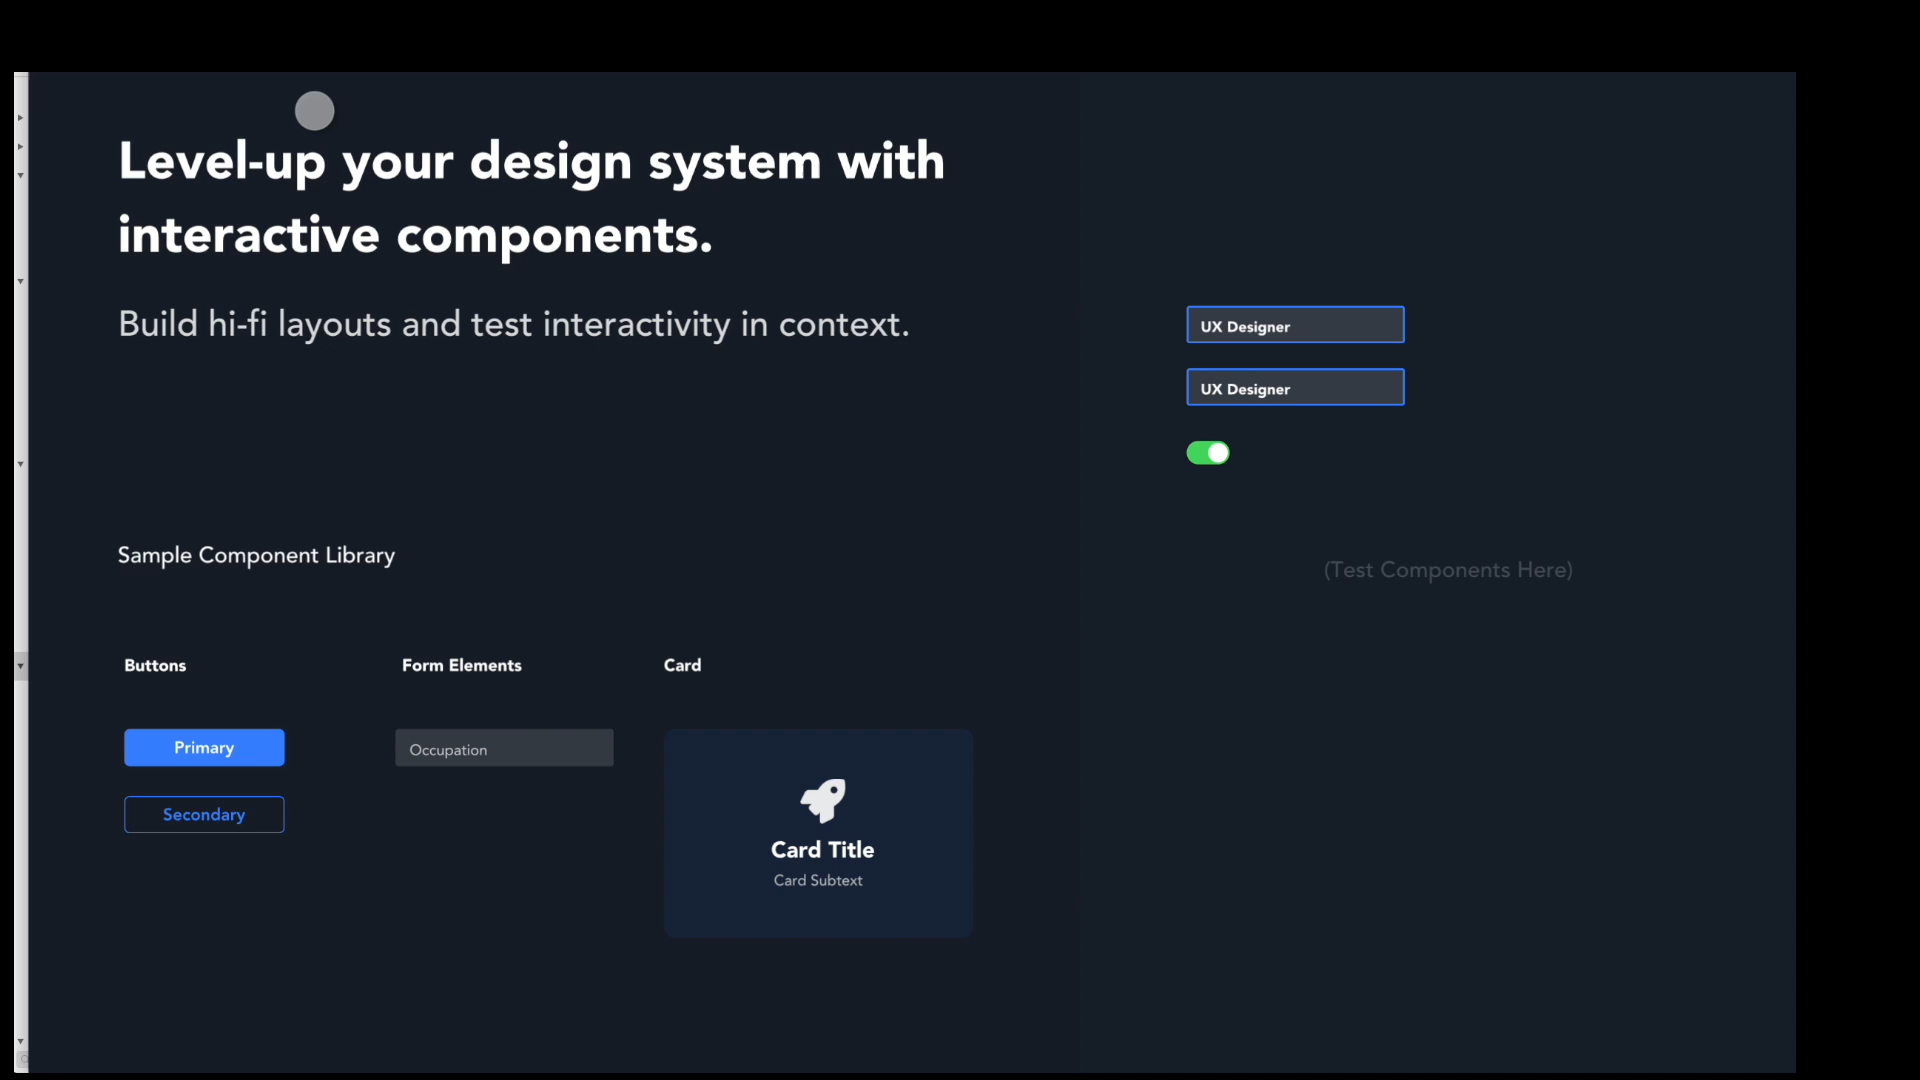 Level-up your design system with
interactive components.
Build hi-fi layouts and test interactivity in context.
UX Designer
UX Designer
Sample Component Library
(Test Components Here)
Buttons
Form Elements
Card
Primary
Occupation
Secondary
Card Title
Card Subtext